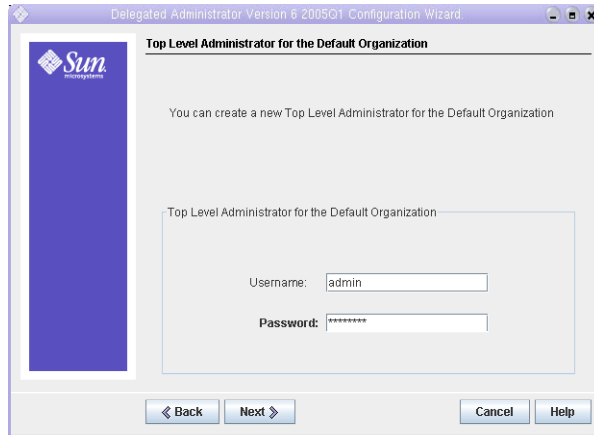 Delegated Administrator Version 6 2005Q1 Configuration Wizard.
Sun
microsystems
Top Level Administrator for the Default Organization
You can create a new Top Level Administrator for the Default Organization
Top Level Administrator for the Default Organization
Username: admin
Password: ********
Back Next Cancel Help